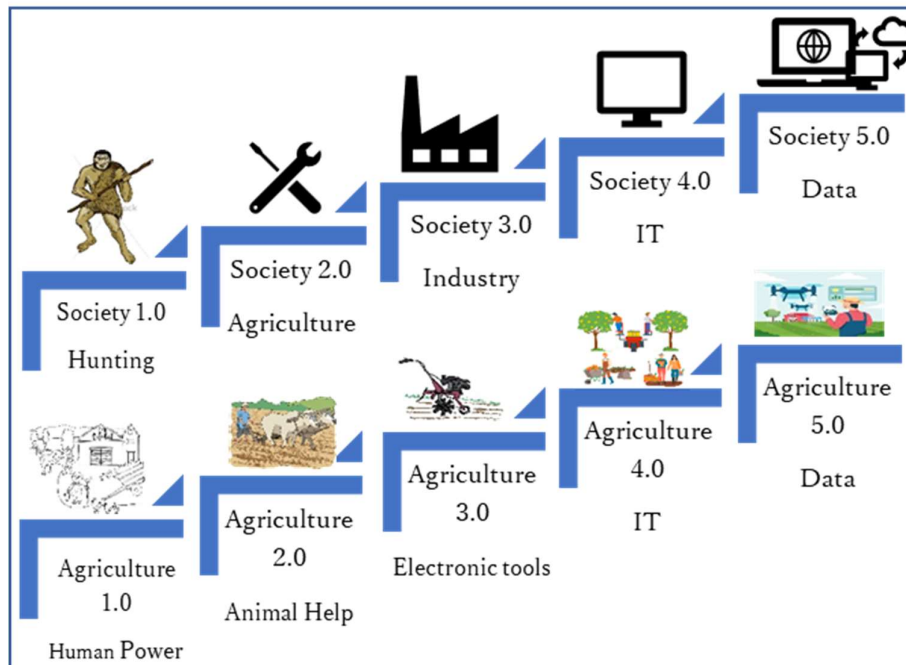 Society 5.0
Data
Society 4.0
IT
Society 3.0
Industry
Society 2.0
Agriculture
Society 1.0
Hunting
Agriculture
5.0
Data
Agriculture
4.0
IT
Agriculture
3.0
Electronic tools
Agriculture
2.0
Animal Help
Agriculture
1.0
Human Power